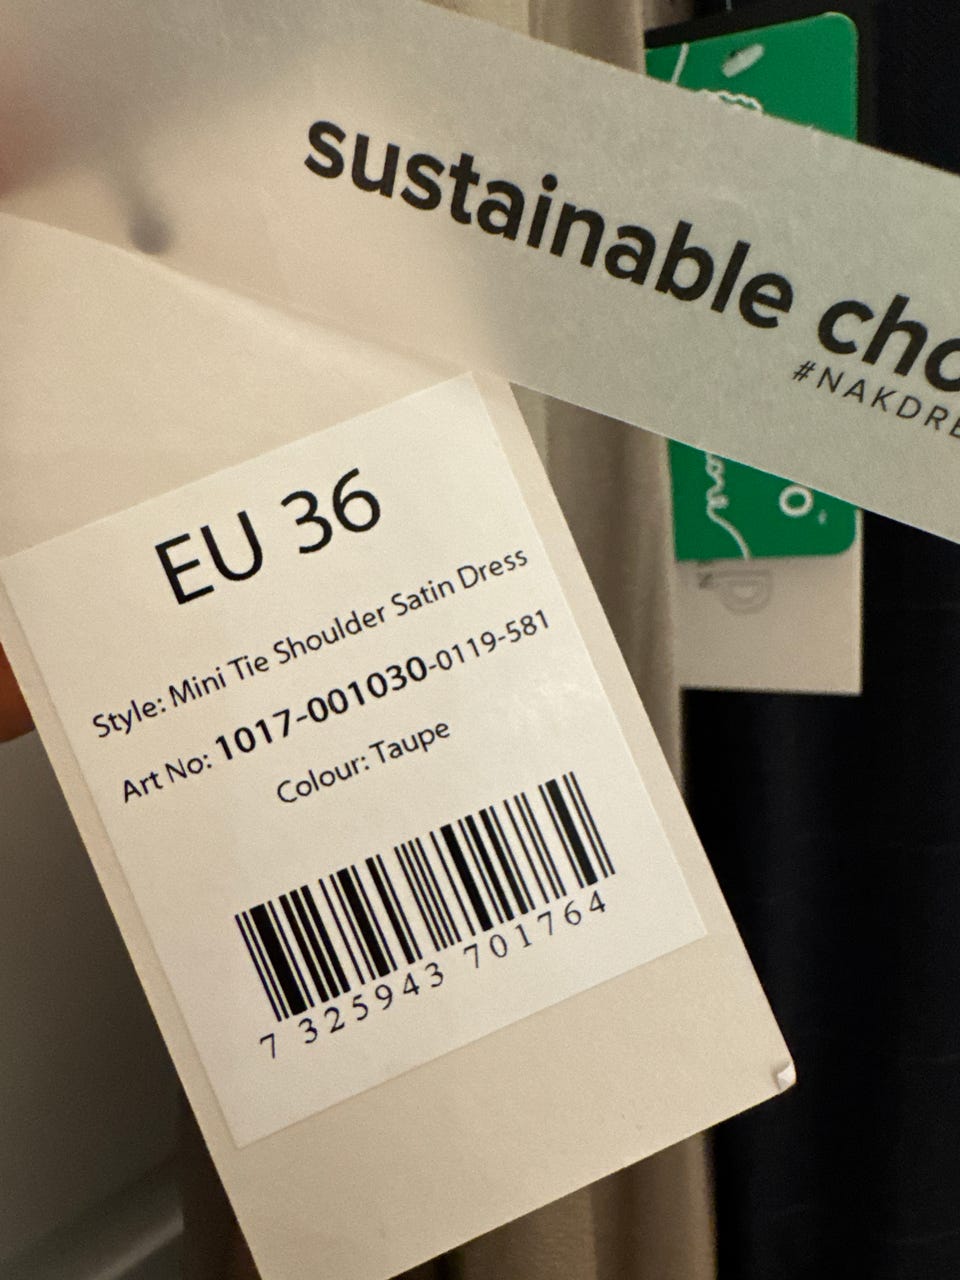 sustainable cho
#NAKDRE
EU 36
Style: Mini Tie Shoulder Satin Dress
Art No: 1017-001030-0119-581
Colour: Taupe
7 325943 701764